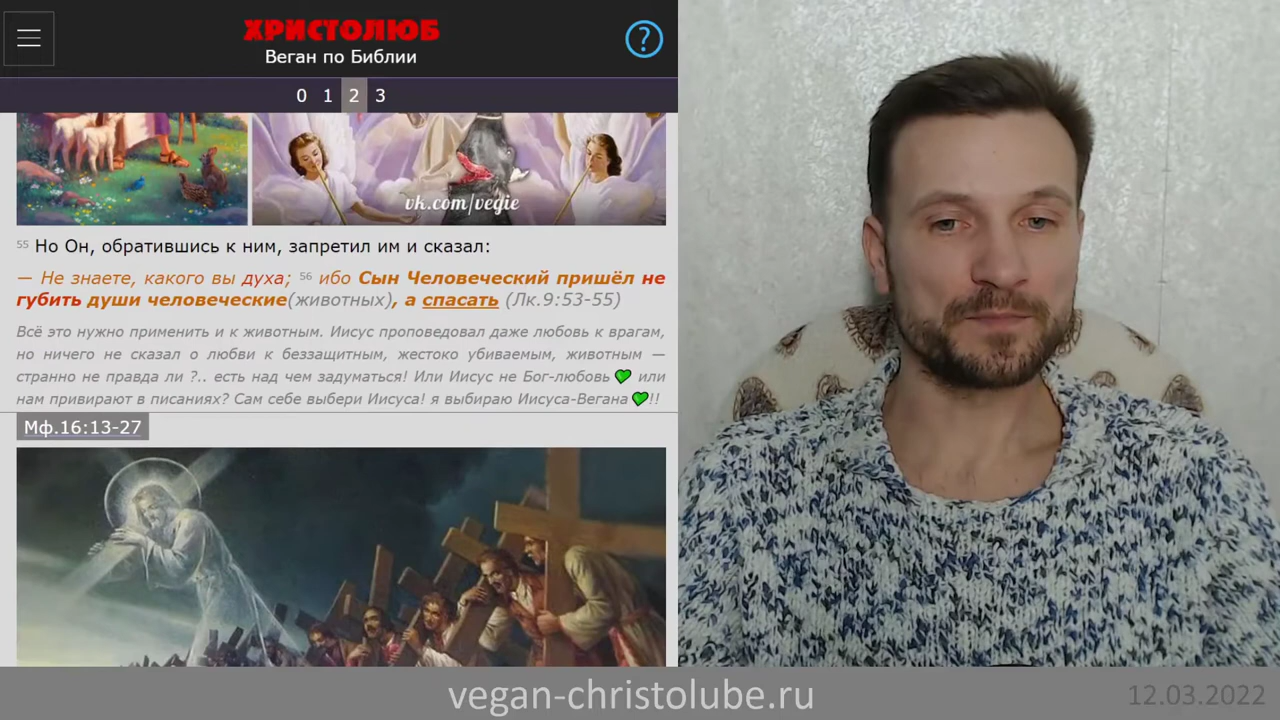 ХРИСТОЛЮБ
Веган по Библии
?
0 1 2 3
vk.com/vegie
55 Но Он, обратившись к ним, запретил им и сказал:
— Не знаете, какого вы духа; 56 ибо Сын Человеческий пришёл не
губить души человеческие(животных), а спасать (Лк.9:53-55)
Всё это нужно применить и к животным. Иисус проповедовал даже любовь к врагам,
но ничего не сказал о любви к беззащитным, жестоко убиваемым, животным —
странно не правда ли ?.. есть над чем задуматься! Или Иисус не Бог-любовь 💚 или
нам привирают в писаниях? Сам себе выбери Иисуса! я выбираю Иисуса-Вегана 💚!!
Мф.16:13-27
vegan-christolube.ru
12.03.2022